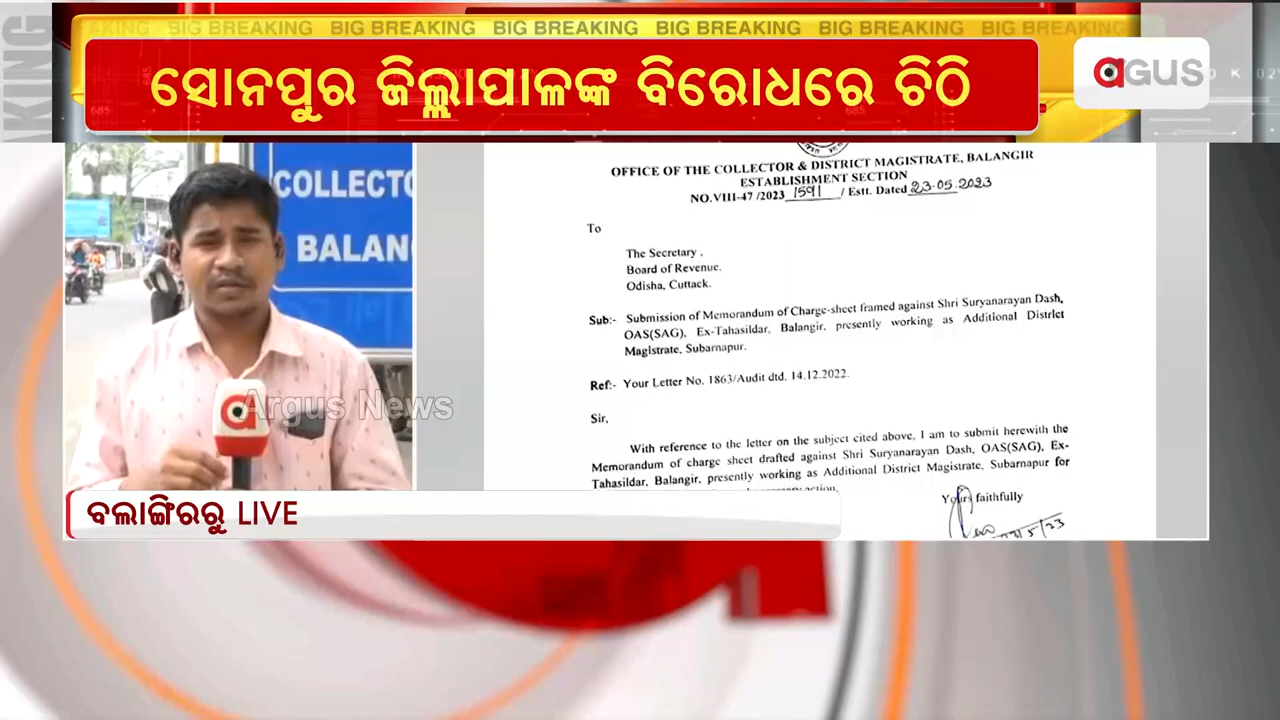 BIG BREAKING BIG BREAKING BIG BREAKING BIG BREAKING BIG BREAKING BIG BREAKING
AKING
ସୋନପୁର ଜିଲ୍ଲାପାଳଙ୍କ ବିରୋଧରେ ଚିଠି
aGUS
685
COLLECTO
BALANG
OFFICE OF THE COLLECTOR & DISTRICT MAGISTRATE, BALANGIR
ESTABLISHMENT SECTION
NO.VIII-47 /2023 1591 / Estt. Dated 23.05.2023
To
The Secretary ,
Board of Revenue.
Odisha, Cuttack.
Sub:- Submission of Memorandum of Charge-sheet framed against Shri Suryanarayan Dash,
OAS(SAG), Ex-Tahasildar, Balangir, presently working as Additional District
Magistrate, Subarnapur.
Ref:- Your Letter No. 1863/Audit dtd. 14.12.2022.
Sir,
With reference to the letter on the subject cited above, I am to submit herewith the
Memorandum of charge sheet drafted against Shri Suryanarayan Dash, OAS(SAG), Ex-
Tahasildar, Balangir, presently working as Additional District Magistrate, Subarnapur for
action.
Yours faithfully
Argus News
ବଲାଙ୍ଗିରରୁ LIVE